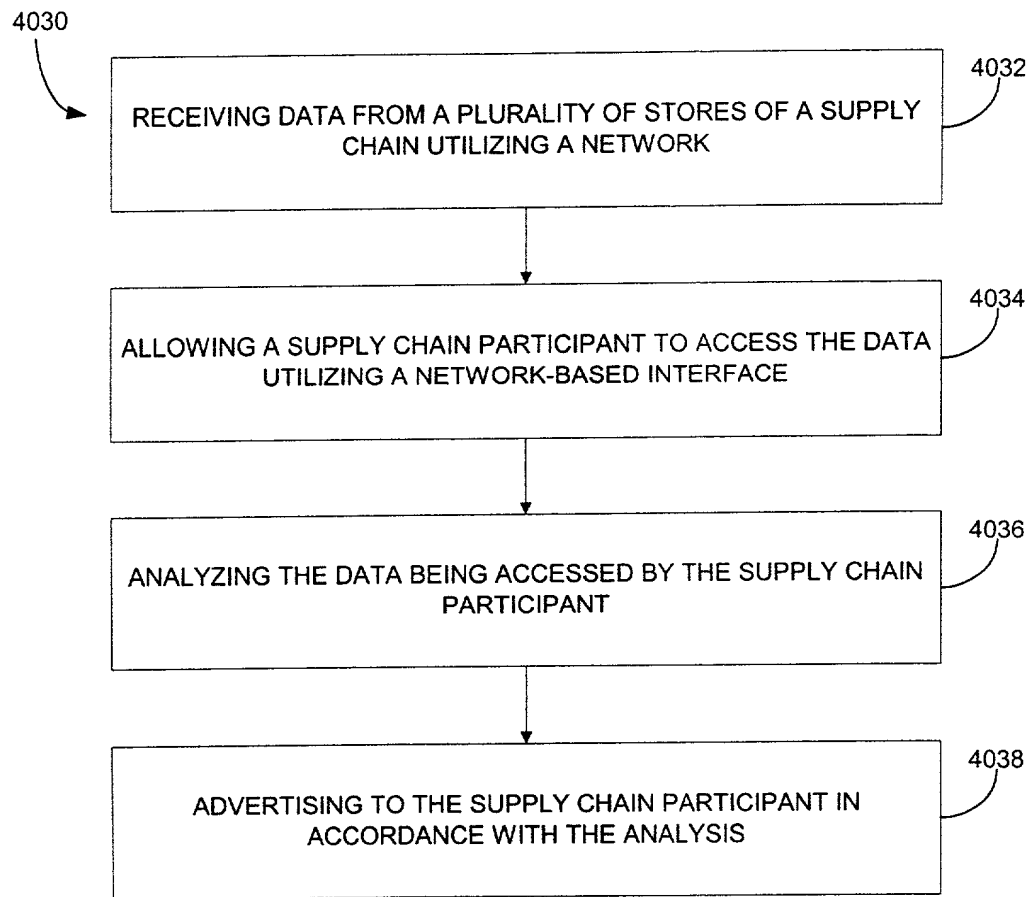 4030
4032
RECEIVING DATA FROM A PLURALITY OF STORES OF A SUPPLY
CHAIN UTILIZING A NETWORK
4034
ALLOWING A SUPPLY CHAIN PARTICIPANT TO ACCESS THE DATA
UTILIZING A NETWORK-BASED INTERFACE
4036
ANALYZING THE DATA BEING ACCESSED BY THE SUPPLY CHAIN
PARTICIPANT
4038
ADVERTISING TO THE SUPPLY CHAIN PARTICIPANT IN
ACCORDANCE WITH THE ANALYSIS